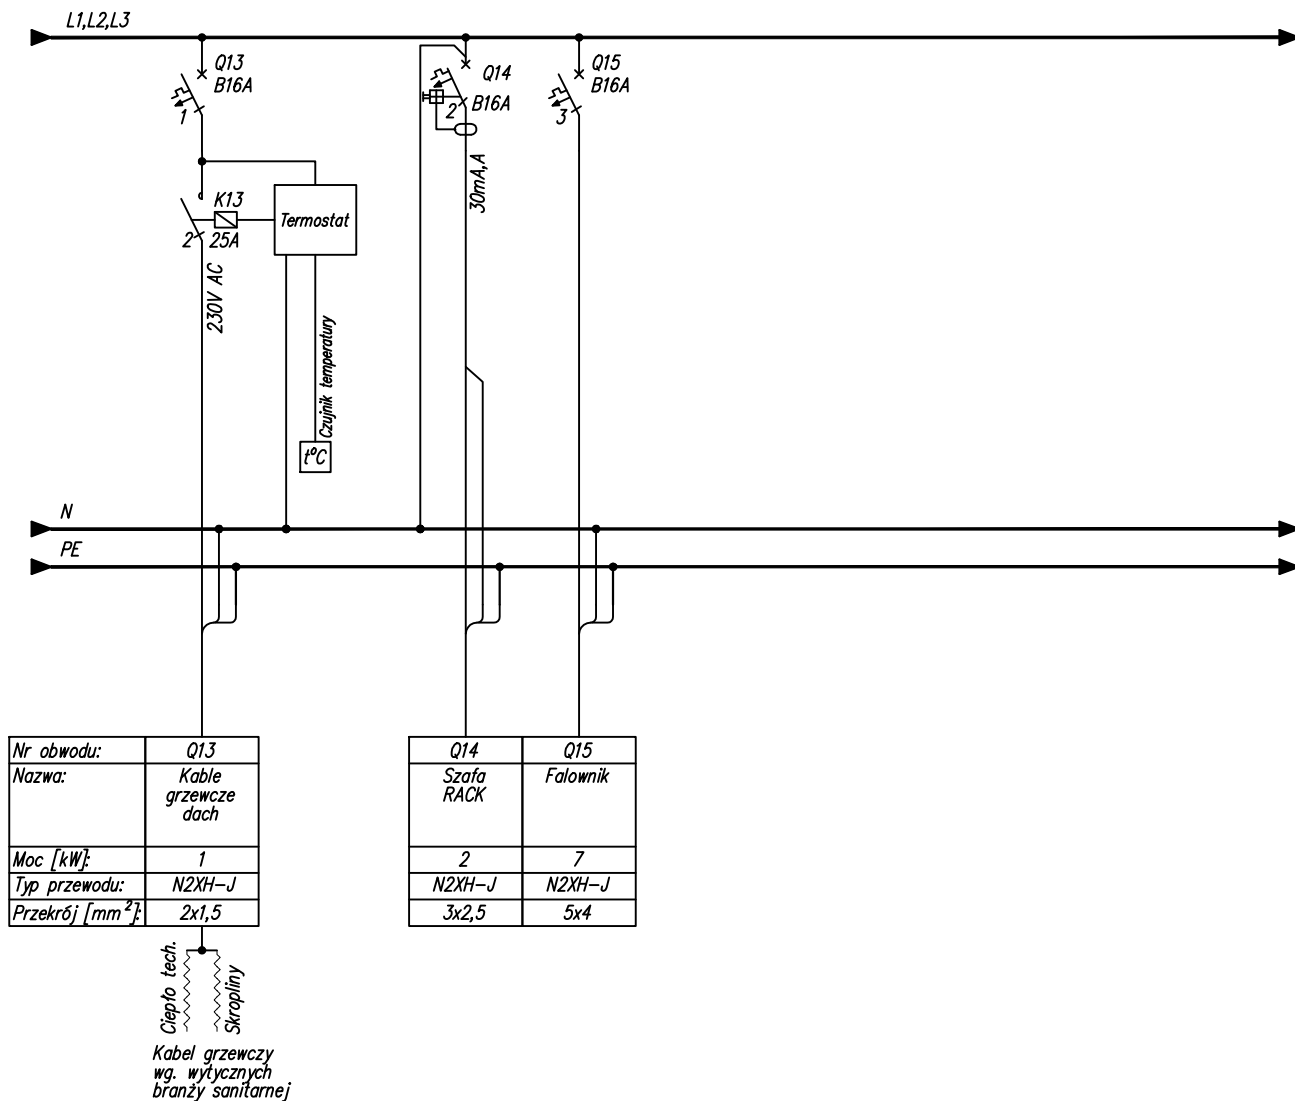 L1,L2,L3
Q13
B16A
1
Q14
B16A
2
30mA,A
Q15
B16A
3
K13
25A
2
230V AC
Termostat
Czujnik temperatury
t°C
N
PE
Nr obwodu: Q13 Q14 Q15
Nazwa: Kable grzewcze dach
Szafa RACK
Falownik
Moc [kW]: 1 2 7
Typ przewodu: N2XH-J N2XH-J N2XH-J
Przekrój [mm²]: 2x1,5 3x2,5 5x4
Ciepło tech.
Skropliny
Kabel grzewczy
wg. wytycznych
branży sanitarnej